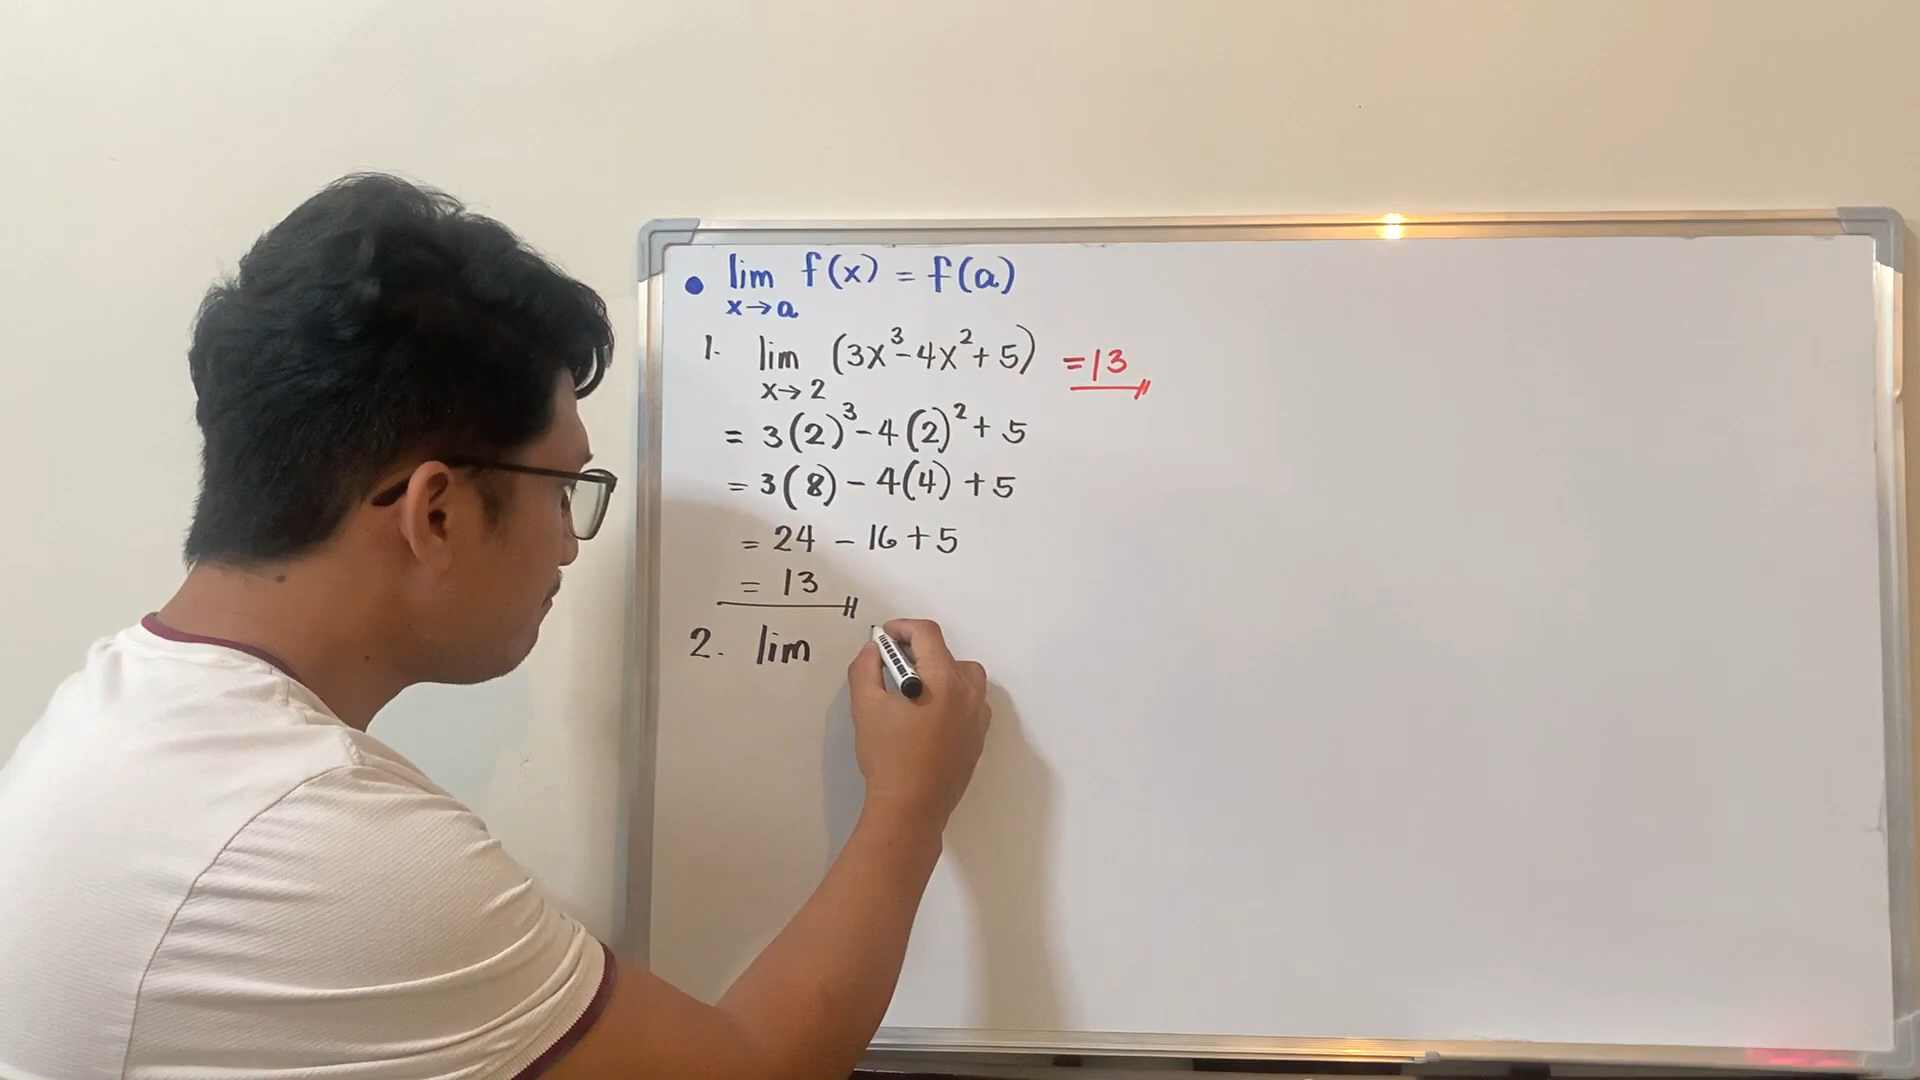 • lim f(x) = f(a)
x→a
1. lim (3x³-4x²+5) =13
x→2
= 3(2)³-4(2)²+5
= 3(8)-4(4)+5
= 24-16+5
= 13
2. lim